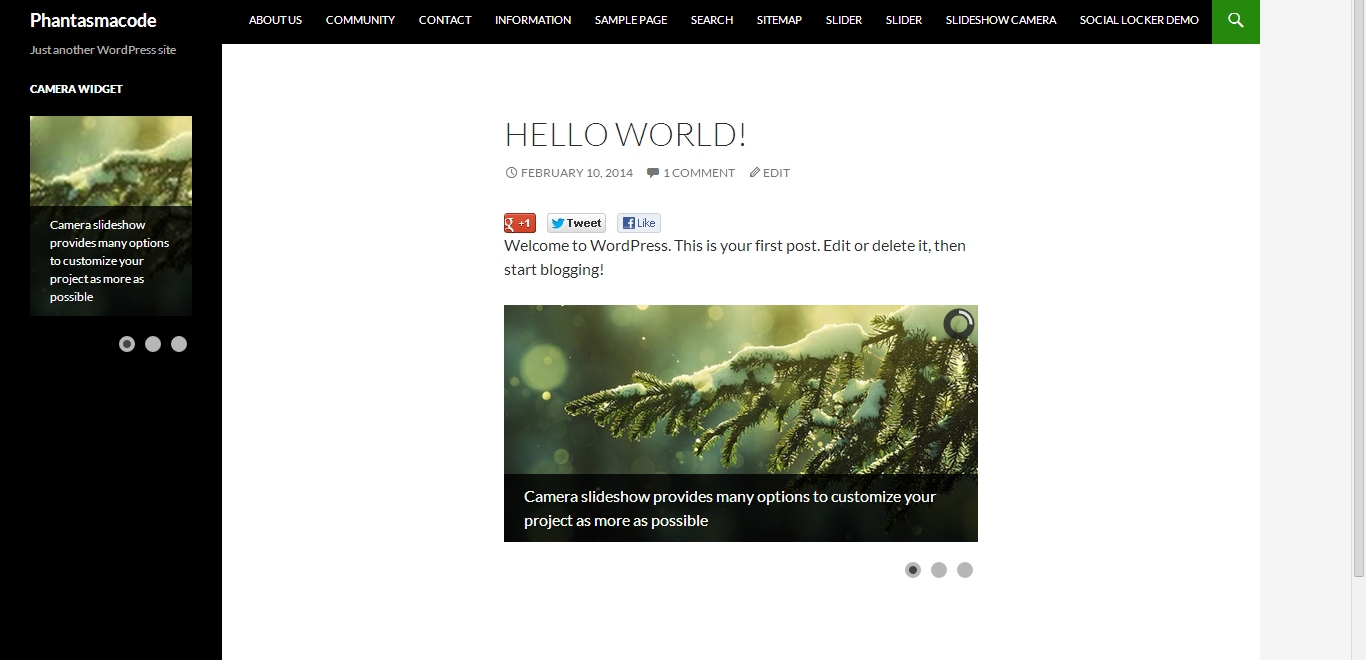 Phantasmacode
Just another WordPress site
ABOUT US COMMUNITY CONTACT INFORMATION SAMPLE PAGE SEARCH SITEMAP SLIDER SLIDER SLIDESHOW CAMERA SOCIAL LOCKER DEMO
CAMERA WIDGET
Camera slideshow
provides many options
to customize your
project as more as
possible
HELLO WORLD!
FEBRUARY 10, 2014 1 COMMENT EDIT
g +1 Tweet f Like
Welcome to WordPress. This is your first post. Edit or delete it, then
start blogging!
Camera slideshow provides many options to customize your
project as more as possible